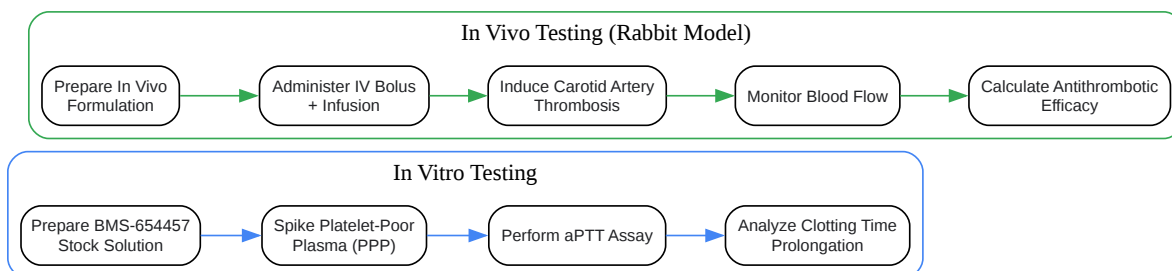 In Vivo Testing (Rabbit Model)
Prepare In Vivo
Formulation
Administer IV Bolus
+ Infusion
Induce Carotid Artery
Thrombosis
Monitor Blood Flow
Calculate Antithrombotic
Efficacy
In Vitro Testing
Prepare BMS-654457
Stock Solution
Spike Platelet-Poor
Plasma (PPP)
Perform aPTT Assay
Analyze Clotting Time
Prolongation